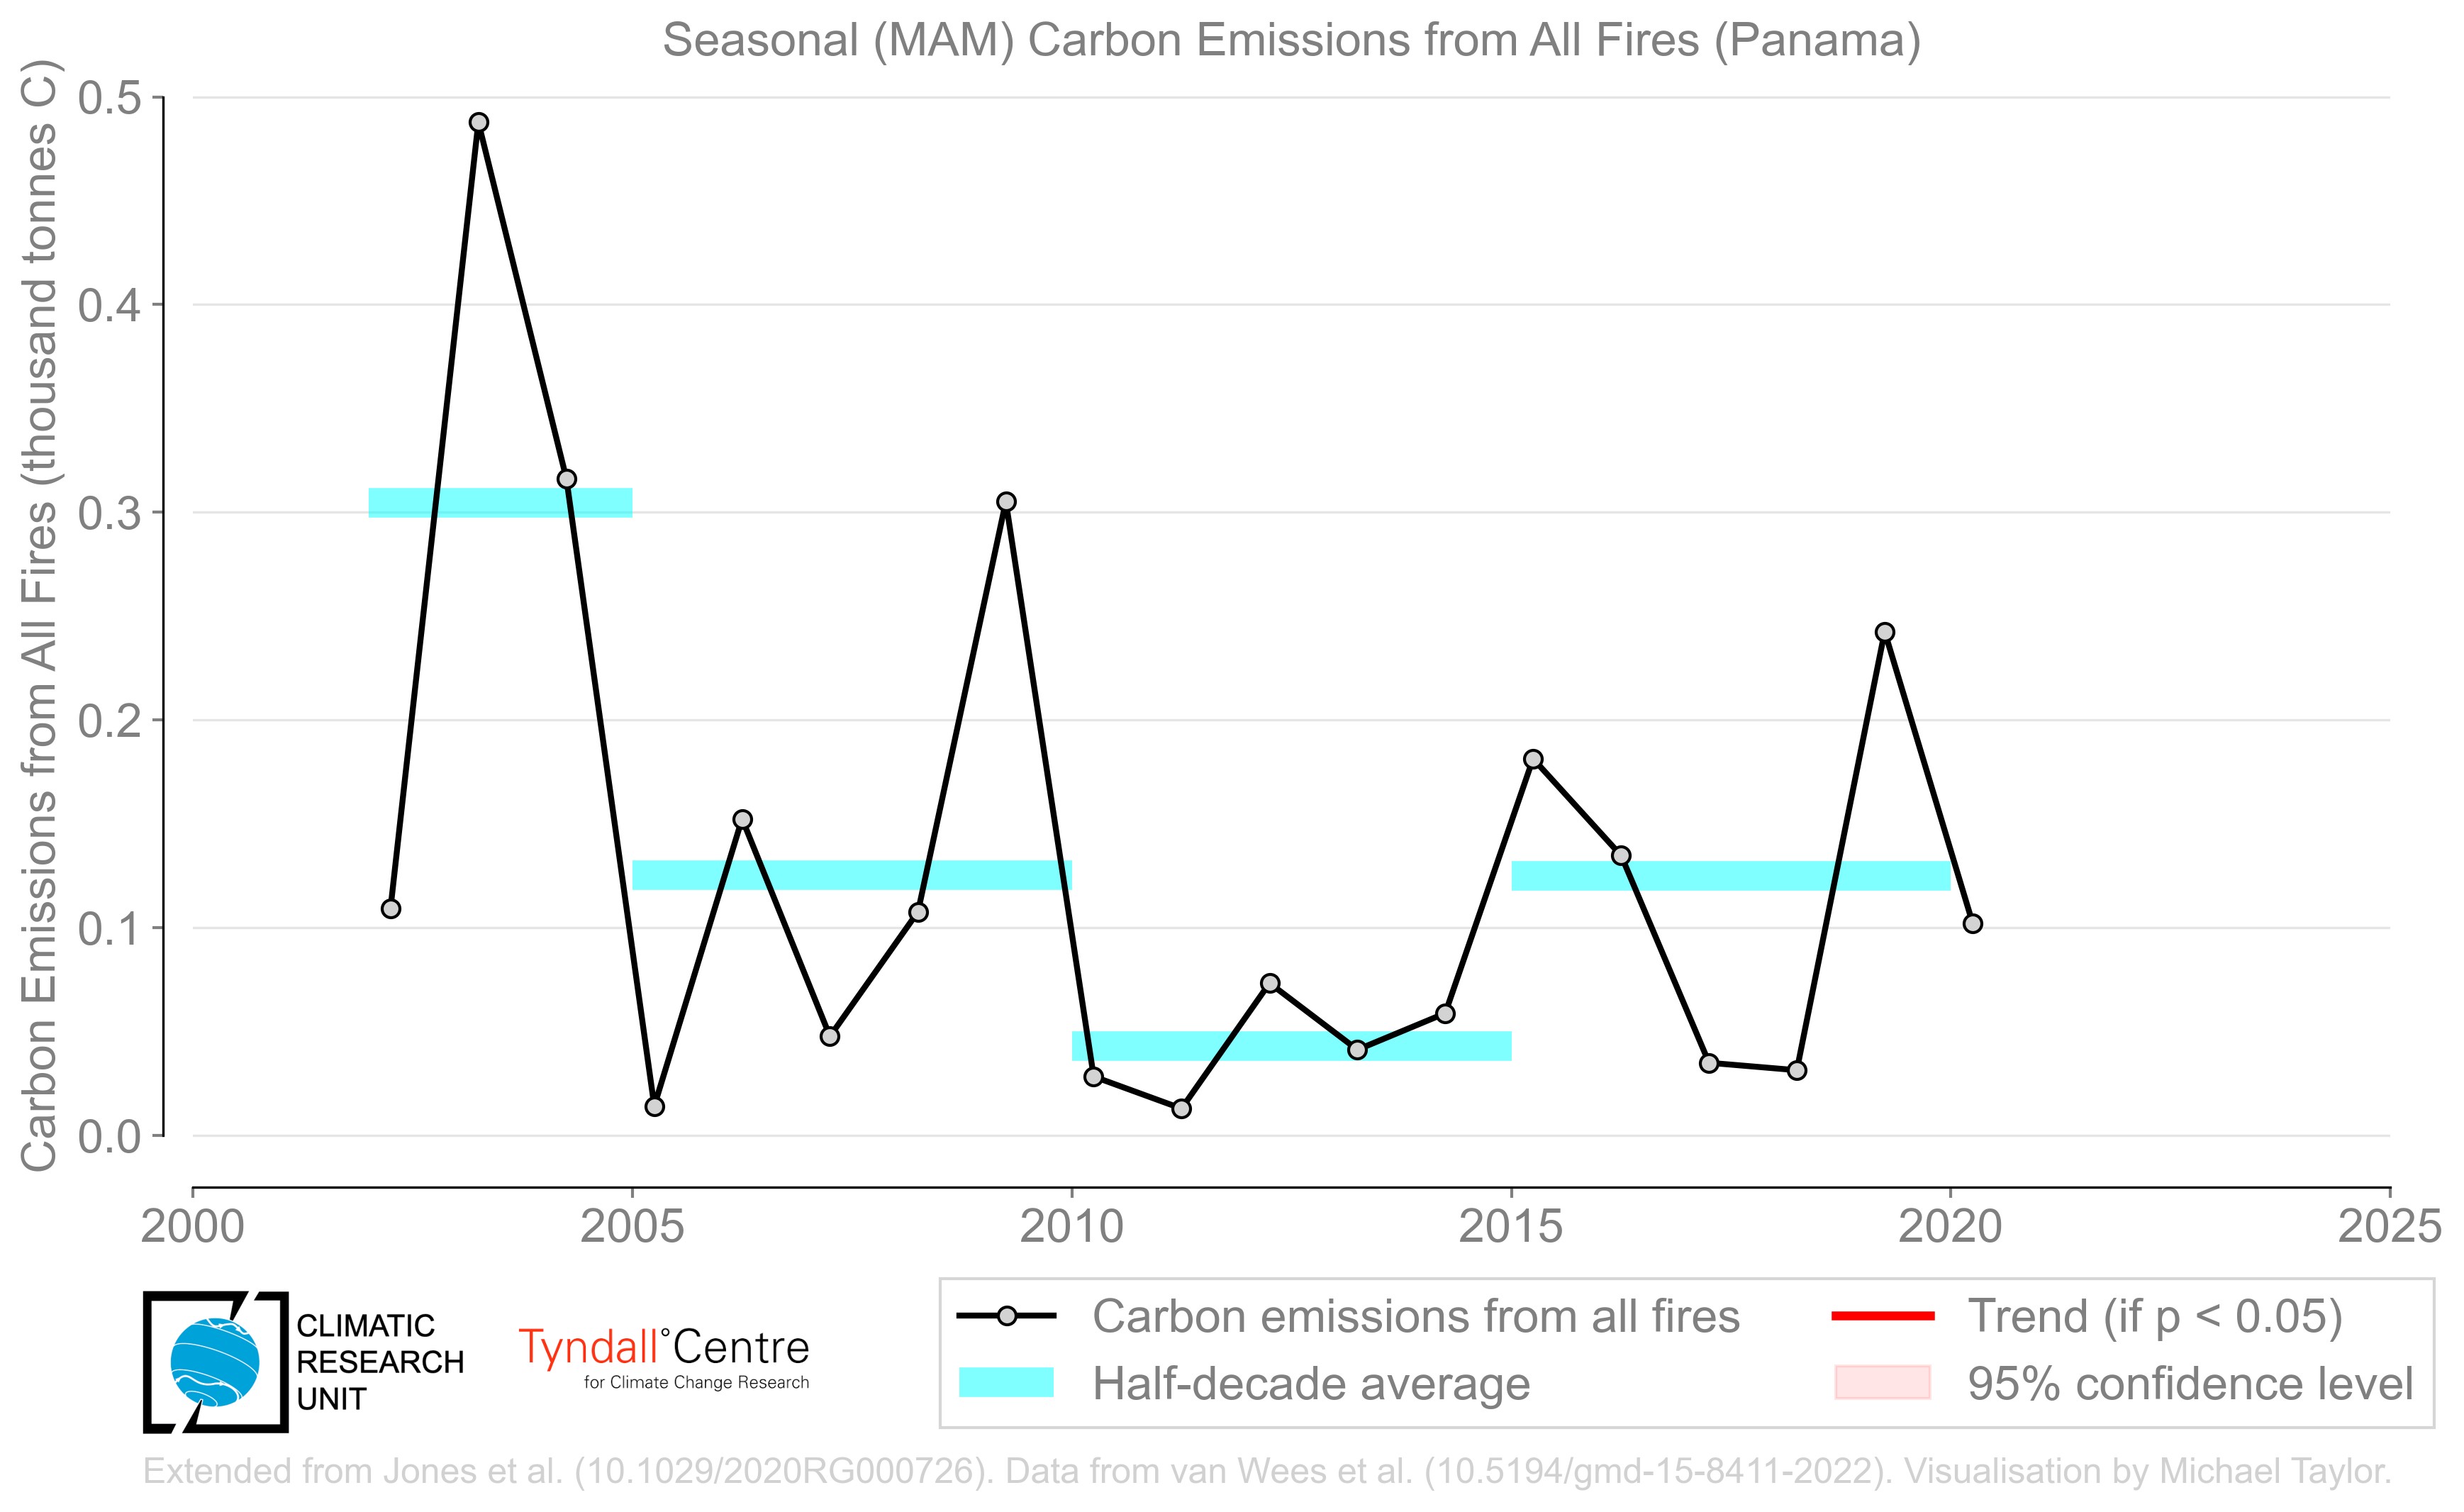 Seasonal (MAM) Carbon Emissions from All Fires (Panama)
Carbon Emissions from All Fires (thousand tonnes C)
0.5
0.4
0.3
0.2
0.1
0.0
2000 2005 2010 2015 2020 2025
CLIMATIC
RESEARCH
UNIT
Tyndall°Centre
for Climate Change Research
Carbon emissions from all fires
Half-decade average
Trend (if p < 0.05)
95% confidence level
Extended from Jones et al. (10.1029/2020RG000726). Data from van Wees et al. (10.5194/gmd-15-8411-2022). Visualisation by Michael Taylor.